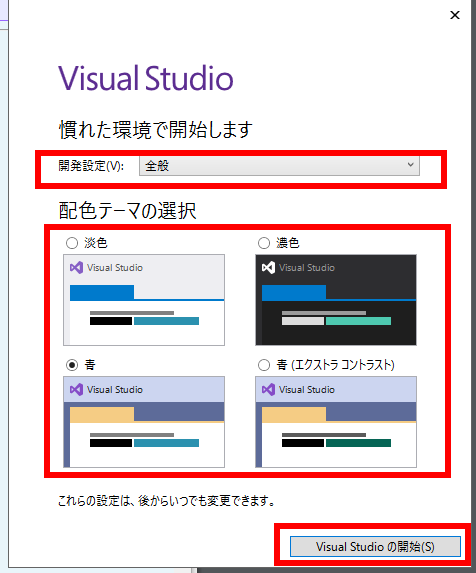 Visual Studio
慣れた環境で開始します
開発設定(V): 全般
配色テーマの選択
淡色 濃色
Visual Studio Visual Studio
青 青 (エクストラ コントラスト)
Visual Studio Visual Studio
これらの設定は、後からいつでも変更できます。
Visual Studio の開始(S)